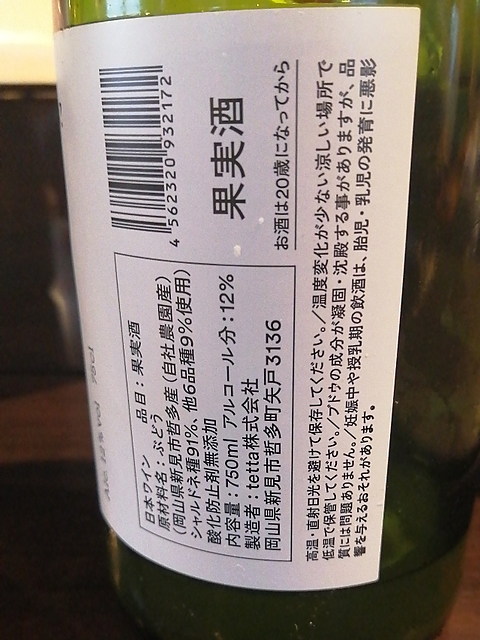 Alc 12% vol 75cl
日本ワイン 品目：果実酒
原材料名：ぶどう
（岡山県新見市哲多産（自社農園産）
シャルドネ種91%、他6品種9%使用）
酸化防止剤無添加
内容量：750ml アルコール分：12%
製造者：tetta株式会社
岡山県新見市哲多町矢戸3136
4 562320 932172
果実酒
お酒は20歳になってから
高温・直射日光を避けて保存してください。／温度変化が少ない涼しい場所で
低温で保管してください。／ブドウの成分が凝固・沈殿する事がありますが、品
質には問題ありません。／妊娠中や授乳期の飲酒は、胎児・乳児の発育に悪影
響を与えるおそれがあります。